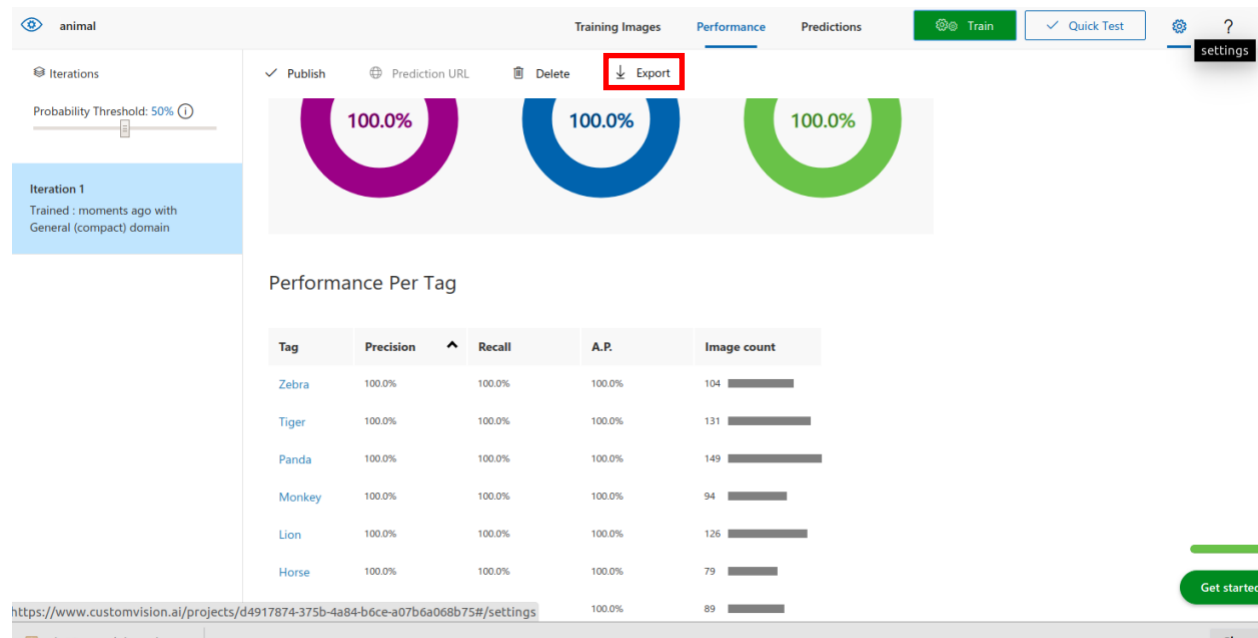 animal Training Images Performance Predictions Train Quick Test ?
settings
Iterations Publish Prediction URL Delete Export
Probability Threshold: 50% i
100.0% 100.0% 100.0%
Iteration 1
Trained : moments ago with
General (compact) domain
Performance Per Tag
Tag Precision Recall A.P. Image count
Zebra 100.0% 100.0% 100.0% 104
Tiger 100.0% 100.0% 100.0% 131
Panda 100.0% 100.0% 100.0% 149
Monkey 100.0% 100.0% 100.0% 94
Lion 100.0% 100.0% 100.0% 126
Horse 100.0% 100.0% 100.0% 79
Get started
https://www.customvision.ai/projects/d4917874-375b-4a84-b6ce-a07b6a068b75#/settings 100.0% 89